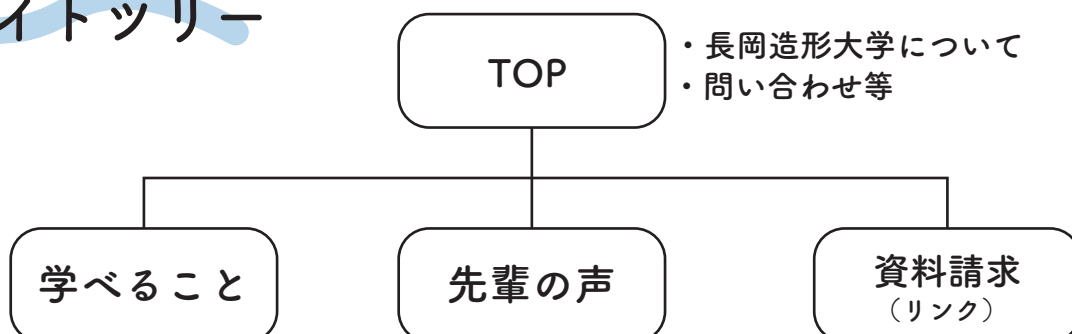 イトツリー
TOP
・長岡造形大学について
・問い合わせ等
学べること
先輩の声
資料請求
（リンク）